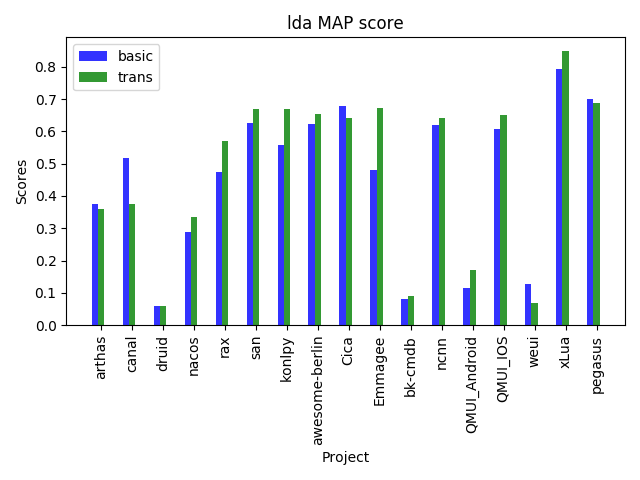 lda MAP score
basic
trans
Scores
0.8
0.7
0.6
0.5
0.4
0.3
0.2
0.1
0.0
arthas
canal
druid
nacos
rax
san
konlpy
awesome-berlin
Cica
Emmagee
bk-cmdb
ncnn
QMUI_Android
QMUI_IOS
weui
xLua
pegasus
Project